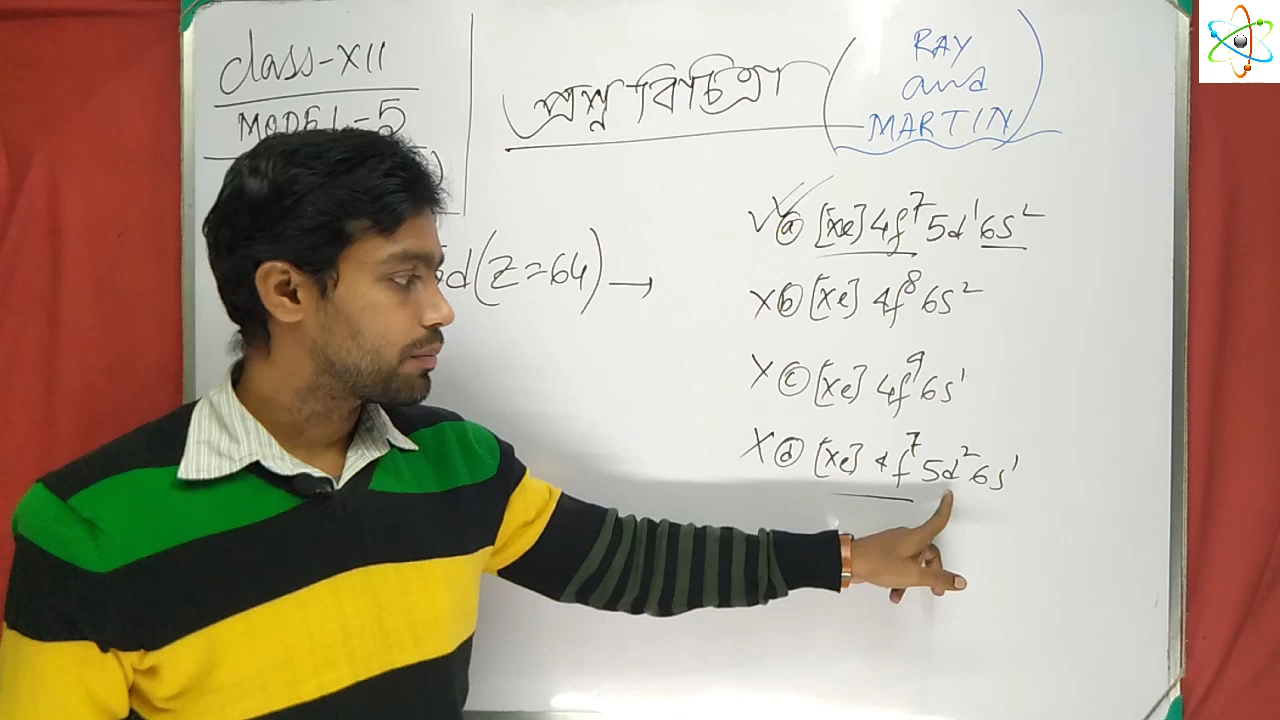 class-XII
MODEL-5
প্রশ্ন বিচিত্রা
(RAY
and
MARTIN)
d(Z=64) →
✓ⓐ [xe] 4f⁷ 5d¹ 6s²
×ⓑ [xe] 4f⁸ 6s²
×ⓒ [xe] 4f⁹ 6s¹
×ⓓ [xe] 4f⁷ 5d² 6s¹